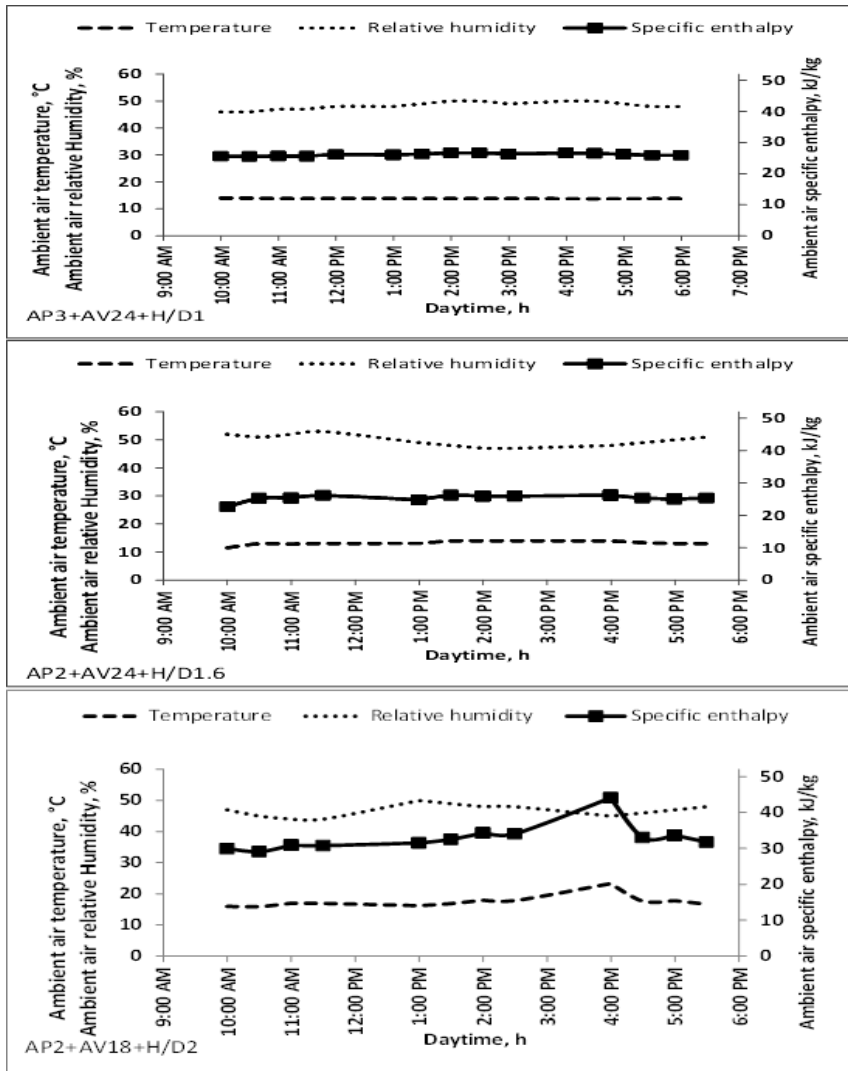 Temperature Relative humidity Specific enthalpy
Ambient air temperature, °C
Ambient air relative Humidity, %
60
50
40
30
20
10
0
50
40
30
20
10
0
Ambient air specific enthalpy, kJ/kg
9:00 AM
10:00 AM
11:00 AM
12:00 PM
1:00 PM
2:00 PM
3:00 PM
4:00 PM
5:00 PM
6:00 PM
7:00 PM
Daytime, h
AP3+AV24+H/D1
Temperature Relative humidity Specific enthalpy
Ambient air temperature, °C
Ambient air relative Humidity, %
60
50
40
30
20
10
0
50
40
30
20
10
0
Ambient air specific enthalpy, kJ/kg
9:00 AM
10:00 AM
11:00 AM
12:00 PM
1:00 PM
2:00 PM
3:00 PM
4:00 PM
5:00 PM
6:00 PM
Daytime, h
AP2+AV24+H/D1.6
Temperature Relative humidity Specific enthalpy
Ambient air temperature, °C
Ambient air relative Humidity, %
60
50
40
30
20
10
0
50
40
30
20
10
0
Ambient air specific enthalpy, kJ/kg
9:00 AM
10:00 AM
11:00 AM
12:00 PM
1:00 PM
2:00 PM
3:00 PM
4:00 PM
5:00 PM
6:00 PM
Daytime, h
AP2+AV18+H/D2